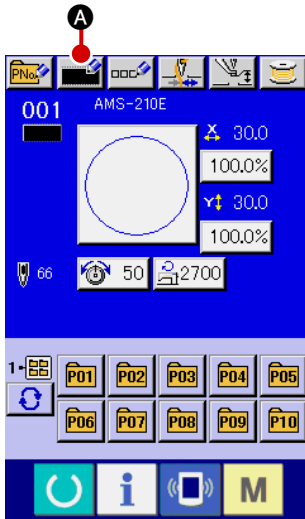 A
PNo.
001 AMS-210E
X 30.0
100.0%
Y 30.0
100.0%
66 50 2700
1-
P01 P02 P03 P04 P05
P06 P07 P08 P09 P10
i M